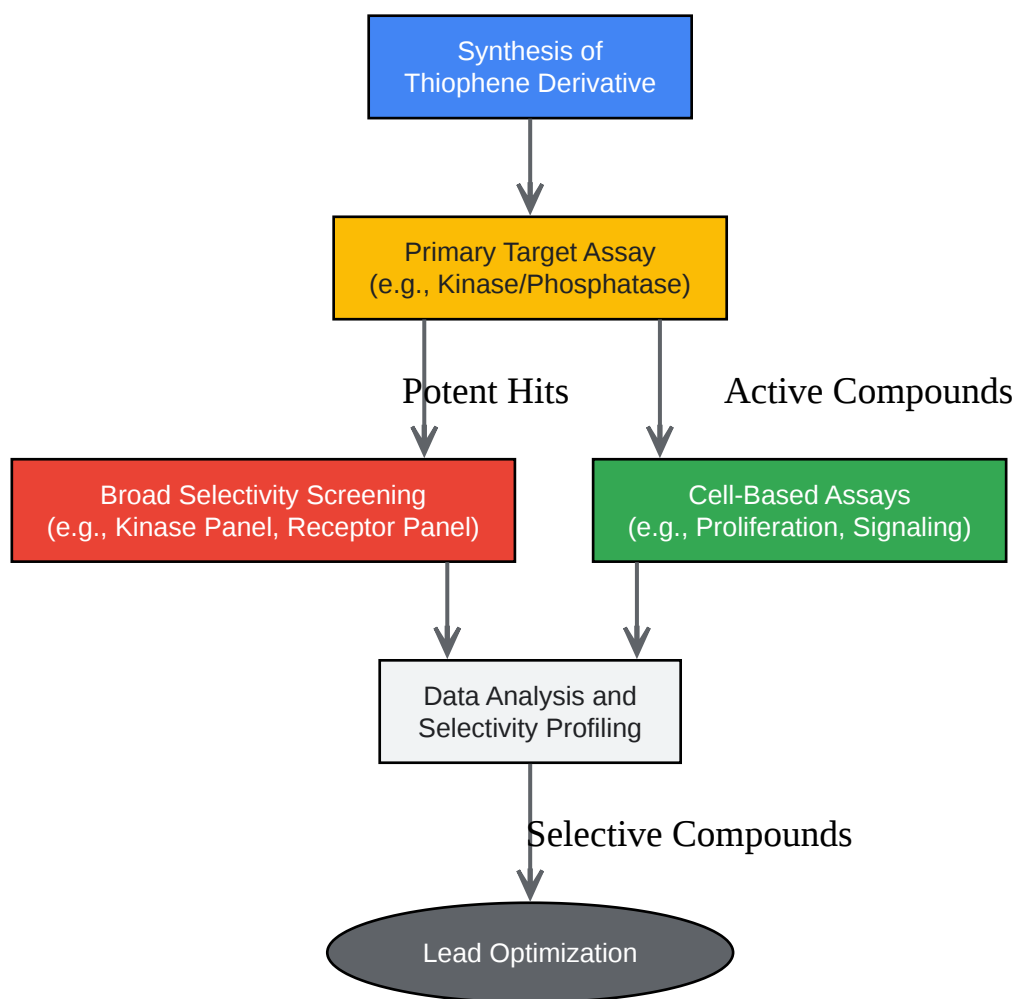 Synthesis of
Thiophene Derivative
Primary Target Assay
(e.g., Kinase/Phosphatase)
Potent Hits
Active Compounds
Broad Selectivity Screening
(e.g., Kinase Panel, Receptor Panel)
Cell-Based Assays
(e.g., Proliferation, Signaling)
Data Analysis and
Selectivity Profiling
Selective Compounds
Lead Optimization